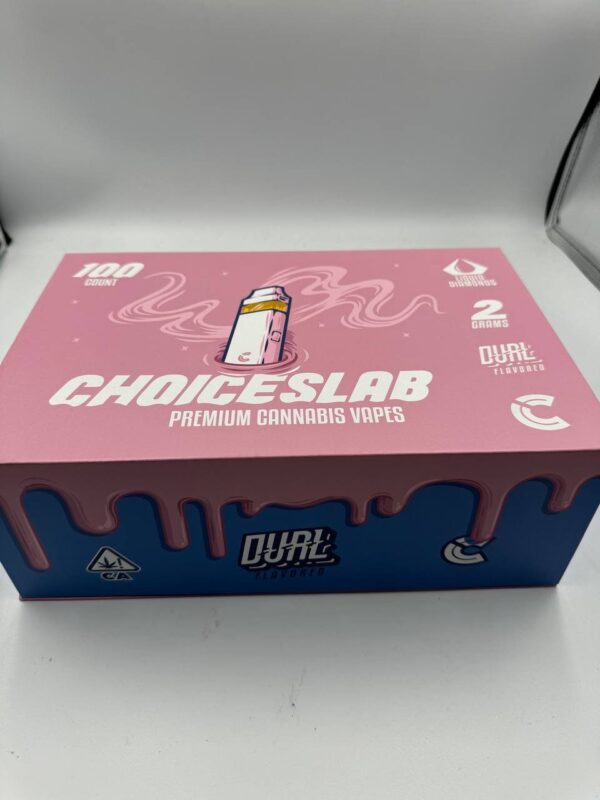 100
COUNT
LIQUID
DIAMONDS
2
GRAMS
DUAL
FLAVORED
CHOICESLAB
PREMIUM CANNABIS VAPES
CA
DUAL
FLAVORED